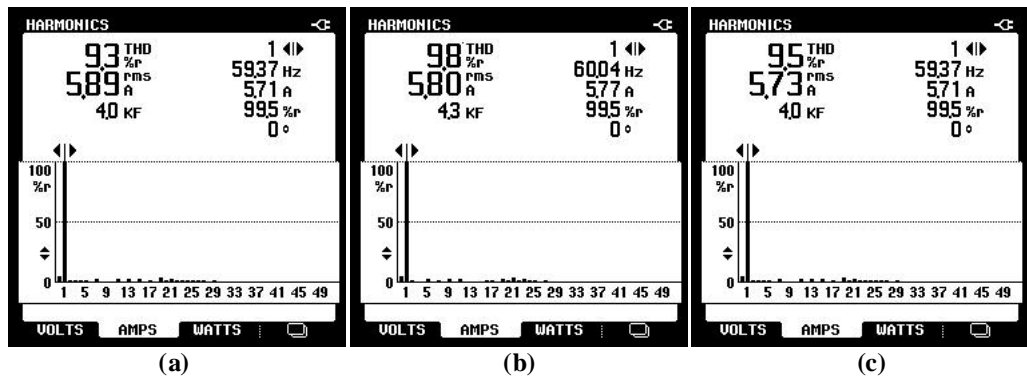 HARMONICS
9.3 THD %r
5.89 rms A
4.0 KF
1
59.37 Hz
5.71 A
99.5 %r
0 °
100
%r
50
0
1 5 9 13 17 21 25 29 33 37 41 45 49
VOLTS AMPS WATTS
(a)
HARMONICS
9.8 THD %r
5.80 rms A
4.3 KF
1
60.04 Hz
5.77 A
99.5 %r
0 °
100
%r
50
0
1 5 9 13 17 21 25 29 33 37 41 45 49
VOLTS AMPS WATTS
(b)
HARMONICS
9.5 THD %r
5.73 rms A
4.0 KF
1
59.37 Hz
5.71 A
99.5 %r
0 °
100
%r
50
0
1 5 9 13 17 21 25 29 33 37 41 45 49
VOLTS AMPS WATTS
(c)